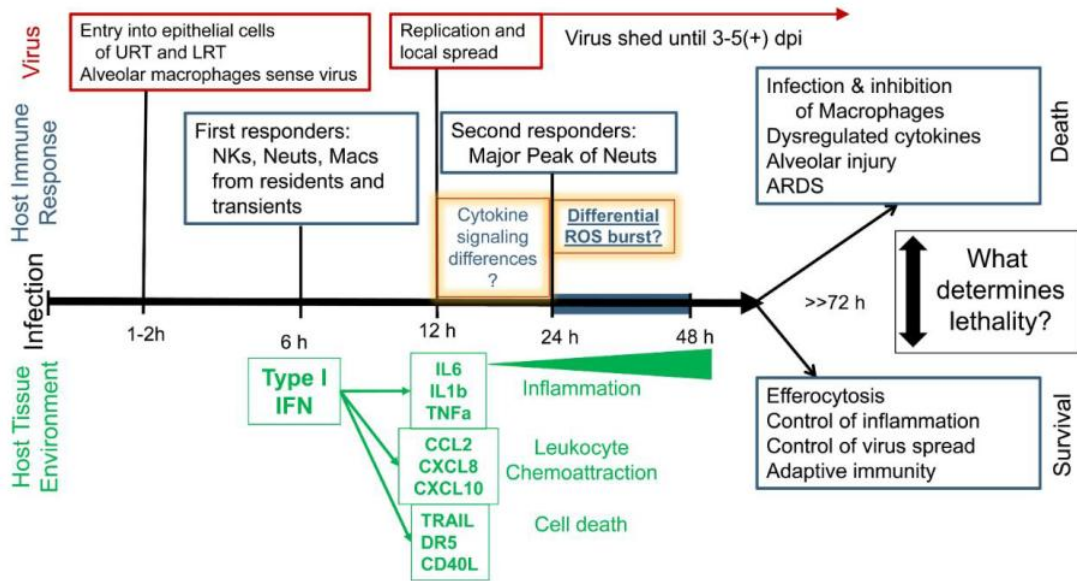 Virus
Entry into epithelial cells
of URT and LRT
Alveolar macrophages sense virus
Replication and
local spread
Virus shed until 3-5(+) dpi
Host Immune
Response
First responders:
NKs, Neuts, Macs
from residents and
transients
Second responders:
Major Peak of Neuts
Cytokine
signaling
differences
?
Differential
ROS burst?
Infection & inhibition
of Macrophages
Dysregulated cytokines
Alveolar injury
ARDS
Death
Infection
1-2h
6 h
12 h
24 h
48 h
>>72 h
What
determines
lethality?
Host Tissue
Environment
Type I
IFN
IL6
IL1b
TNFa
Inflammation
CCL2
CXCL8
CXCL10
Leukocyte
Chemoattraction
TRAIL
DR5
CD40L
Cell death
Efferocytosis
Control of inflammation
Control of virus spread
Adaptive immunity
Survival